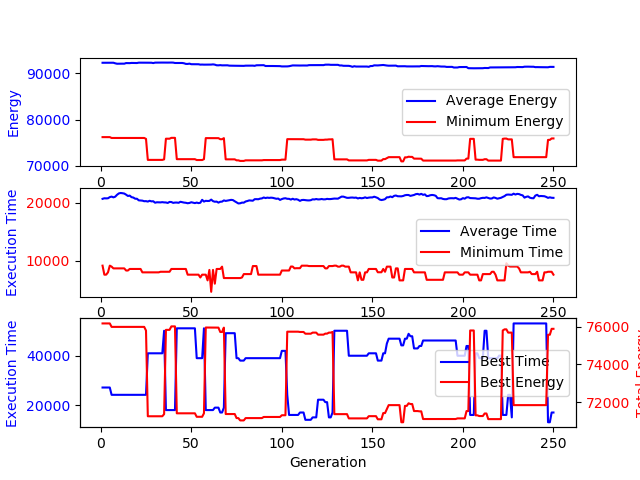 Energy
90000
80000
70000
Average Energy
Minimum Energy
0 50 100 150 200 250
Execution Time
20000
10000
Average Time
Minimum Time
0 50 100 150 200 250
Execution Time
40000
20000
Best Time
Best Energy
76000
74000
72000
Total Energy
0 50 100 150 200 250
Generation